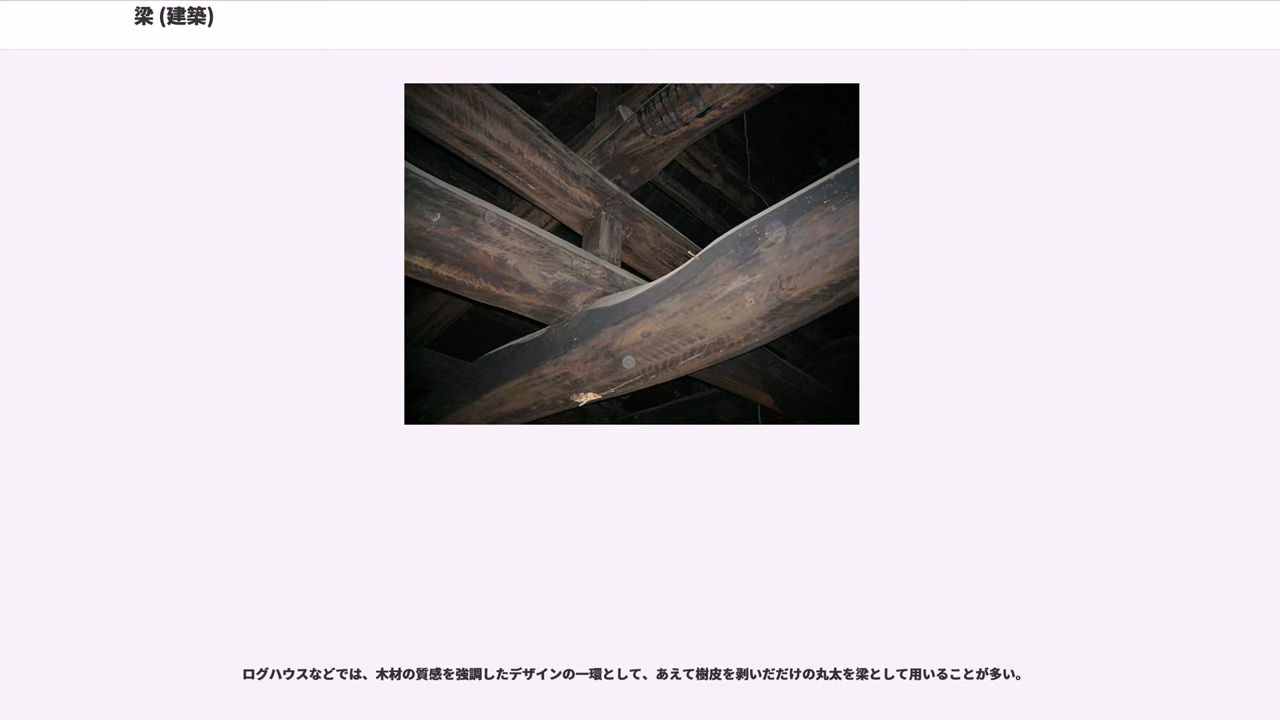 梁 (建築)
ログハウスなどでは、木材の質感を強調したデザインの一環として、あえて樹皮を剥いだだけの丸太を梁として用いることが多い。